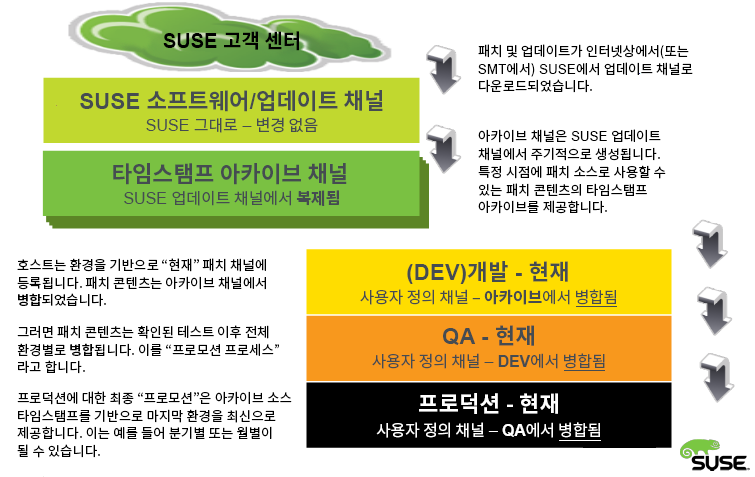 SUSE 고객 센터
패치 및 업데이트가 인터넷상에서(또는
SMT에서) SUSE에서 업데이트 채널로
다운로드되었습니다.
SUSE 소프트웨어/업데이트 채널
SUSE 그대로 – 변경 없음
타임스탬프 아카이브 채널
SUSE 업데이트 채널에서 복제됨
아카이브 채널은 SUSE 업데이트
채널에서 주기적으로 생성됩니다.
특정 시점에 패치 소스로 사용할 수
있는 패치 콘텐츠의 타임스탬프
아카이브를 제공합니다.
호스트는 환경을 기반으로 “현재” 패치 채널에
등록됩니다. 패치 콘텐츠는 아카이브 채널에서
병합되었습니다.
그러면 패치 콘텐츠는 확인된 테스트 이후 전체
환경별로 병합됩니다. 이를 “프로모션 프로세스”
라고 합니다.
프로덕션에 대한 최종 “프로모션”은 아카이브 소스
타임스탬프를 기반으로 마지막 환경을 최신으로
제공합니다. 이는 예를 들어 분기별 또는 월별이
될 수 있습니다.
(DEV)개발 - 현재
사용자 정의 채널 – 아카이브에서 병합됨
QA - 현재
사용자 정의 채널 – DEV에서 병합됨
프로덕션 - 현재
사용자 정의 채널 – QA에서 병합됨
SUSE